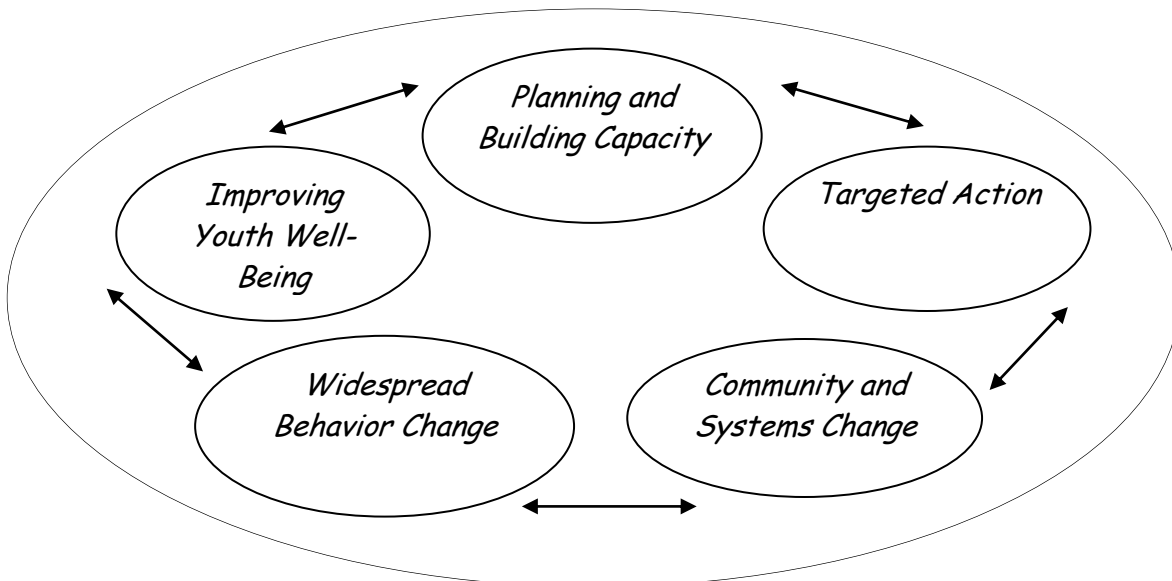 Planning and
Building Capacity
Targeted Action
Improving
Youth Well-
Being
Widespread
Behavior Change
Community and
Systems Change